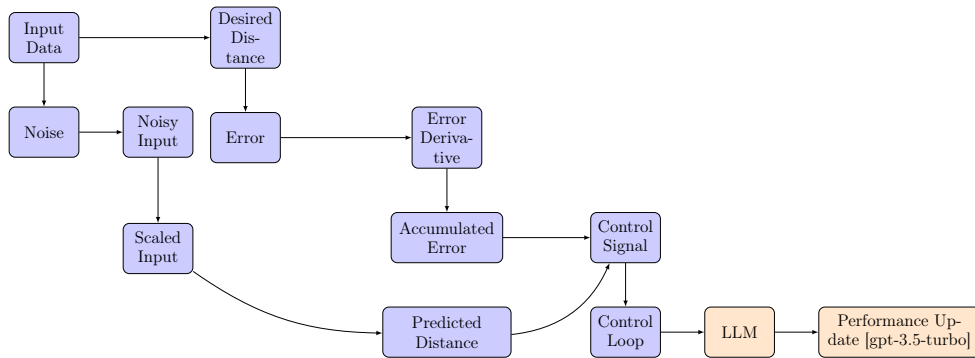 Input
Data
Desired
Dis-
tance
Noise
Noisy
Input
Error
Error
Deriva-
tive
Scaled
Input
Accumulated
Error
Control
Signal
Predicted
Distance
Control
Loop
LLM
Performance Up-
date [gpt-3.5-turbo]